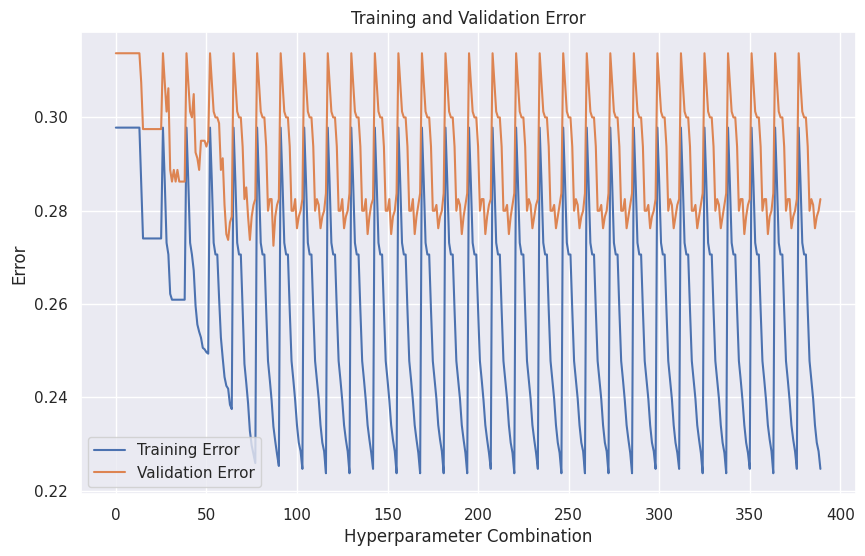 Training and Validation Error
Error
0.30
0.28
0.26
0.24
0.22
Training Error
Validation Error
0
50
100
150
200
250
300
350
400
Hyperparameter Combination